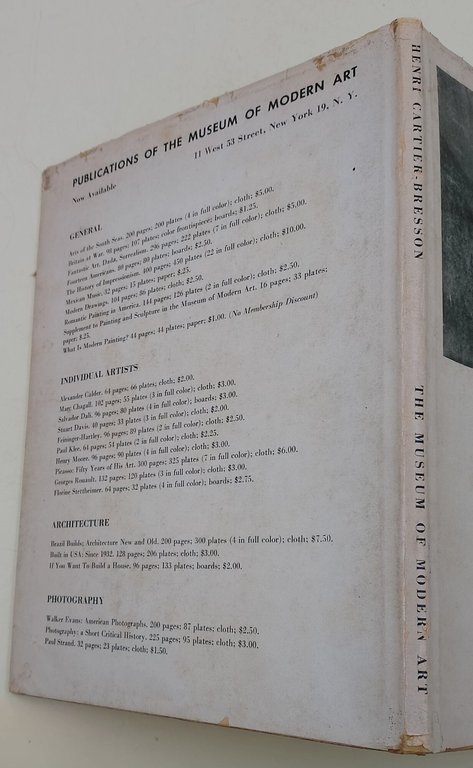 PUBLICATIONS OF THE MUSEUM OF MODERN ART
11 West 53 Street, New York 19, N. Y.
Now Available
GENERAL
Arts of the South Seas. 200 pages; 200 plates (4 in full color); cloth; $5.00.
Britain at War. 98 pages; 107 plates; color frontispiece; boards; $1.25.
Fantastic Art, Dada, Surrealism. 296 pages; 222 plates (7 in full color); cloth; $5.00.
Fourteen Americans. 80 pages; 80 plates; boards; $2.50.
The History of Impressionism. 400 pages; 450 plates (22 in full color); cloth; $10.00.
Mexican Music. 32 pages; 15 plates; paper; $.25.
Modern Drawings. 104 pages; 86 plates; cloth; $2.50.
Romantic Painting in America. 144 pages; 126 plates (2 in full color); cloth; $2.50.
Supplement to Painting and Sculpture in the Museum of Modern Art. 16 pages; 33 plates;
paper; $.25.
What Is Modern Painting? 44 pages; 44 plates; paper; $1.00. (No Membership Discount)
INDIVIDUAL ARTISTS
Alexander Calder. 64 pages; 66 plates; cloth; $2.00.
Marc Chagall. 102 pages; 55 plates (3 in full color); cloth; $3.00.
Salvador Dali. 96 pages; 80 plates (4 in full color); boards; $3.00.
Stuart Davis. 40 pages; 33 plates (3 in full color); cloth; $2.00.
Feininger-Hartley. 96 pages; 89 plates (2 in full color); cloth; $2.50.
Paul Klee. 64 pages; 51 plates (2 in full color); cloth; $2.25.
Henry Moore. 96 pages; 90 plates (4 in full color); cloth; $3.00.
Picasso: Fifty Years of His Art. 300 pages; 325 plates (7 in full color); cloth; $6.00.
Georges Rouault. 132 pages; 120 plates (3 in full color); cloth; $3.00.
Florine Stettheimer. 64 pages; 32 plates (4 in full color); boards; $2.75.
ARCHITECTURE
Brazil Builds; Architecture New and Old. 200 pages; 300 plates (4 in full color); cloth; $7.50.
Built in USA: Since 1932. 128 pages; 206 plates; cloth; $3.00.
If You Want To Build a House. 96 pages; 133 plates; boards; $2.00.
PHOTOGRAPHY
Walker Evans: American Photographs. 200 pages; 87 plates; cloth; $2.50.
Photography; a Short Critical History. 225 pages; 95 plates; cloth; $3.00.
Paul Strand. 32 pages; 23 plates; cloth; $1.50.
HENRI CARTIER-BRESSON
THE MUSEUM OF MODERN ART